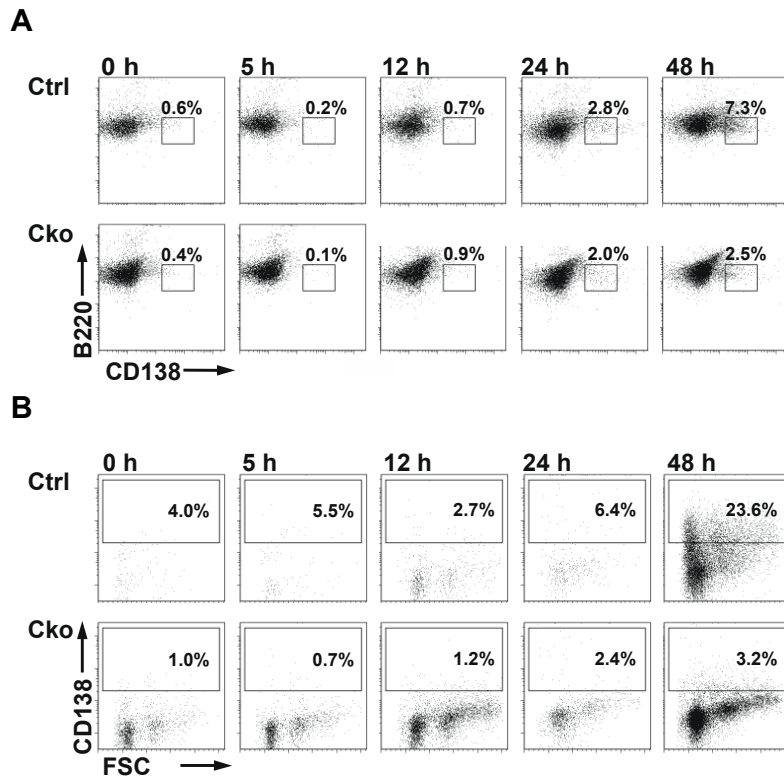 A
0 h 5 h 12 h 24 h 48 h
Ctrl
0.6% 0.2% 0.7% 2.8% 7.3%
Cko
0.4% 0.1% 0.9% 2.0% 2.5%
B220
CD138
B
0 h 5 h 12 h 24 h 48 h
Ctrl
4.0% 5.5% 2.7% 6.4% 23.6%
Cko
1.0% 0.7% 1.2% 2.4% 3.2%
CD138
FSC